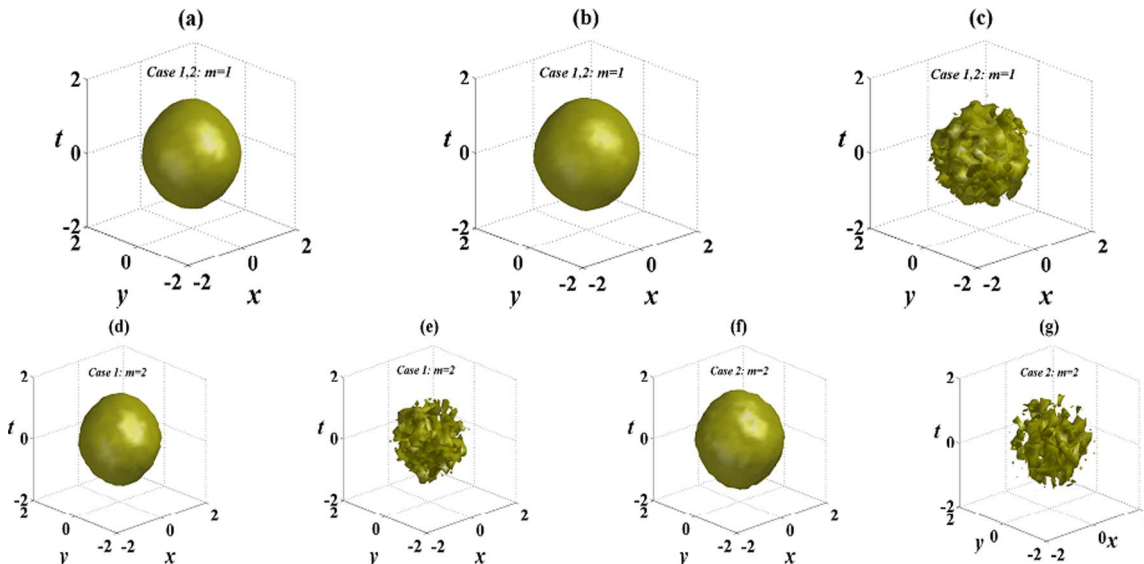 (a) (b) (c)
Case 1,2: m=1 Case 1,2: m=1 Case 1,2: m=1
2 2 2
t t t
0 0 0
-2 -2 -2
2 2 2 2 2 2
0 0 0 0 0 0
-2 -2 -2 -2 -2 -2
y x y x y x
(d) (e) (f) (g)
Case 1: m=2 Case 1: m=2 Case 2: m=2 Case 2: m=2
2 2 2 2
t 0 t 0 t 0 t 0
-2 -2 -2 -2
2 2 2 2 2 2 2 2
0 0 0 0 0 0 0 0
-2 -2 -2 -2 -2 -2 -2 -2
y x y x y x y x